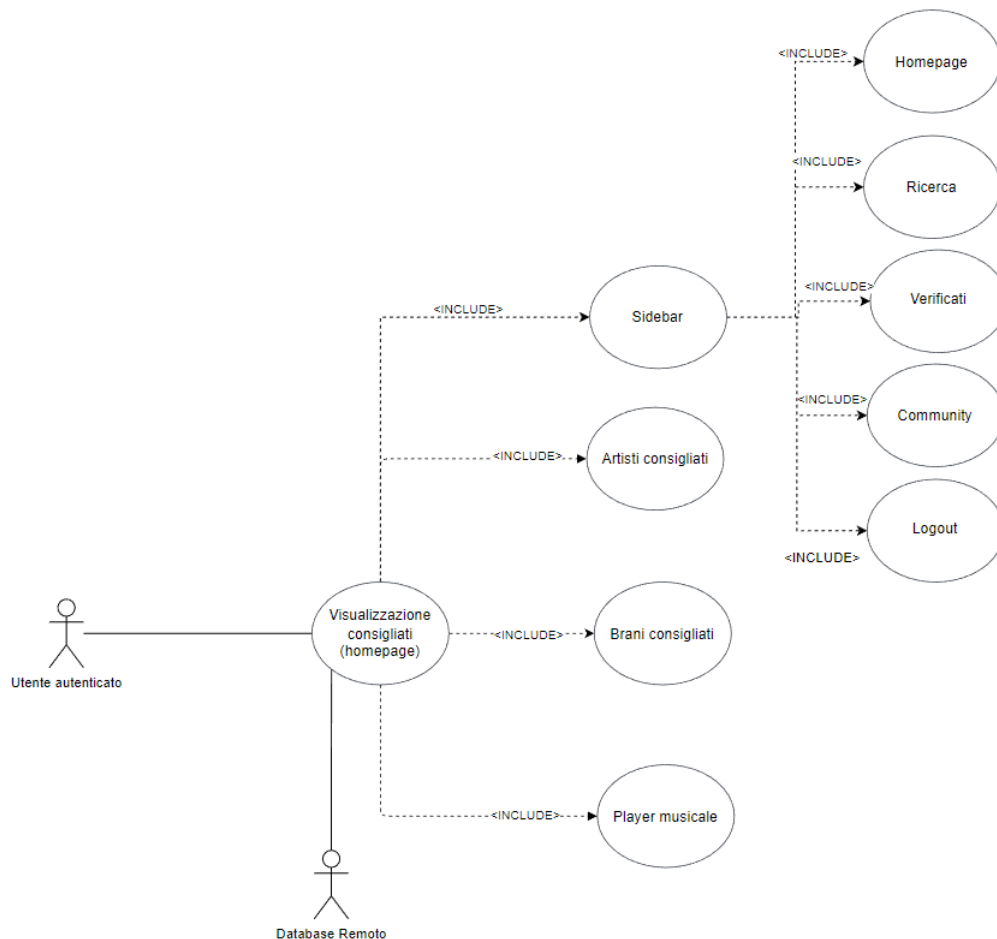 <INCLUDE>
Homepage
<INCLUDE>
Ricerca
<INCLUDE>
Verificati
<INCLUDE>
Sidebar
<INCLUDE>
Community
<INCLUDE>
Artisti consigliati
Logout
<INCLUDE>
Visualizzazione
consigliati
(homepage)
<INCLUDE>
Brani consigliati
Utente autenticato
<INCLUDE>
Player musicale
Database Remoto